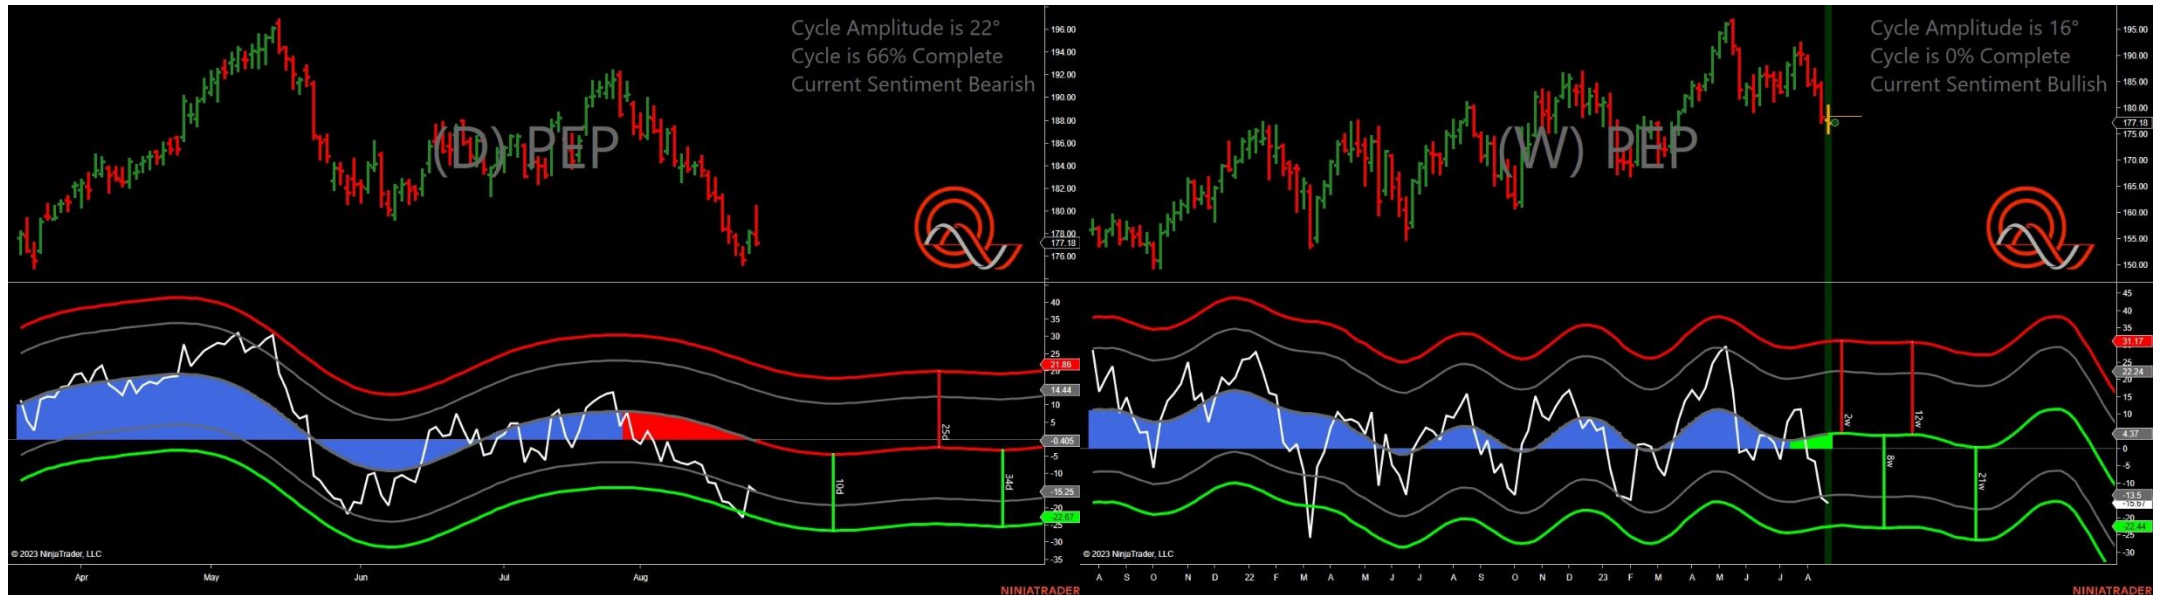 Cycle Amplitude is 22°
Cycle is 66% Complete
Current Sentiment Bearish
(D) PEP
196.00
194.00
192.00
190.00
188.00
186.00
184.00
182.00
180.00
178.00
177.18
176.00
40
35
30
25
21.86
20
14.44
10
5
-0.405
-5
-10
-15.25
-20
-22.67
-25
-30
-35
25d
10d
34d
© 2023 NinjaTrader, LLC
Apr May Jun Jul Aug
NINJATRADER
Cycle Amplitude is 16°
Cycle is 0% Complete
Current Sentiment Bullish
(W) PEP
195.00
190.00
185.00
180.00
177.18
175.00
170.00
165.00
160.00
155.00
150.00
45
40
35
31.17
25
22.24
20
15
10
4.37
0
-5
-10
-13.5
-15.67
-20
-22.44
-25
-30
2w
12w
8w
21w
© 2023 NinjaTrader, LLC
A S O N D 22 F M A M J J A S O N D 23 F M A M J J A
NINJATRADER